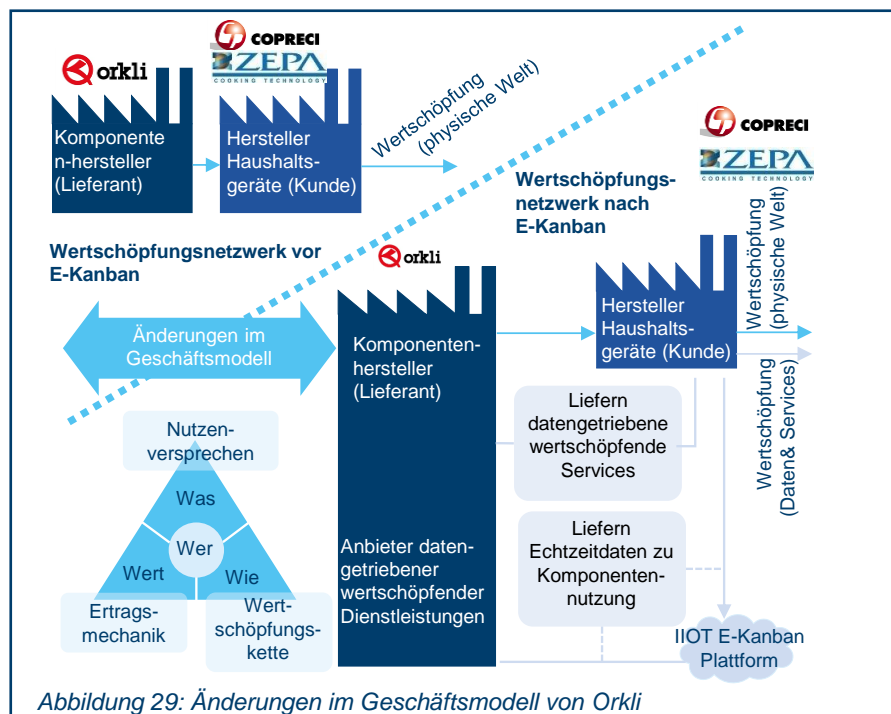 orkli
COPRECI
ZEPA
COOKING TECHNOLOGY
Komponente
n-hersteller
(Lieferant)
Hersteller
Haushalts-
geräte (Kunde)
Wertschöpfung
(physische Welt)
COPRECI
ZEPA
COOKING TECHNOLOGY
Wertschöpfungs-
netzwerk nach
E-Kanban
Wertschöpfungsnetzwerk vor
E-Kanban
orkli
Änderungen im
Geschäftsmodell
Komponenten-
hersteller
(Lieferant)
Hersteller
Haushalts-
geräte (Kunde)
Wertschöpfung
(physische Welt)
Wertschöpfung
(Daten& Services)
Liefern
datengetriebene
wertschöpfende
Services
Nutzen-
versprechen
Was
Wer
Wert
Wie
Ertrags-
mechanik
Wert-
schöpfungs-
kette
Anbieter daten-
getriebener
wertschöpfender
Dienstleistungen
Liefern
Echtzeitdaten zu
Komponenten-
nutzung
IIOT E-Kanban
Plattform
Abbildung 29: Änderungen im Geschäftsmodell von Orkli